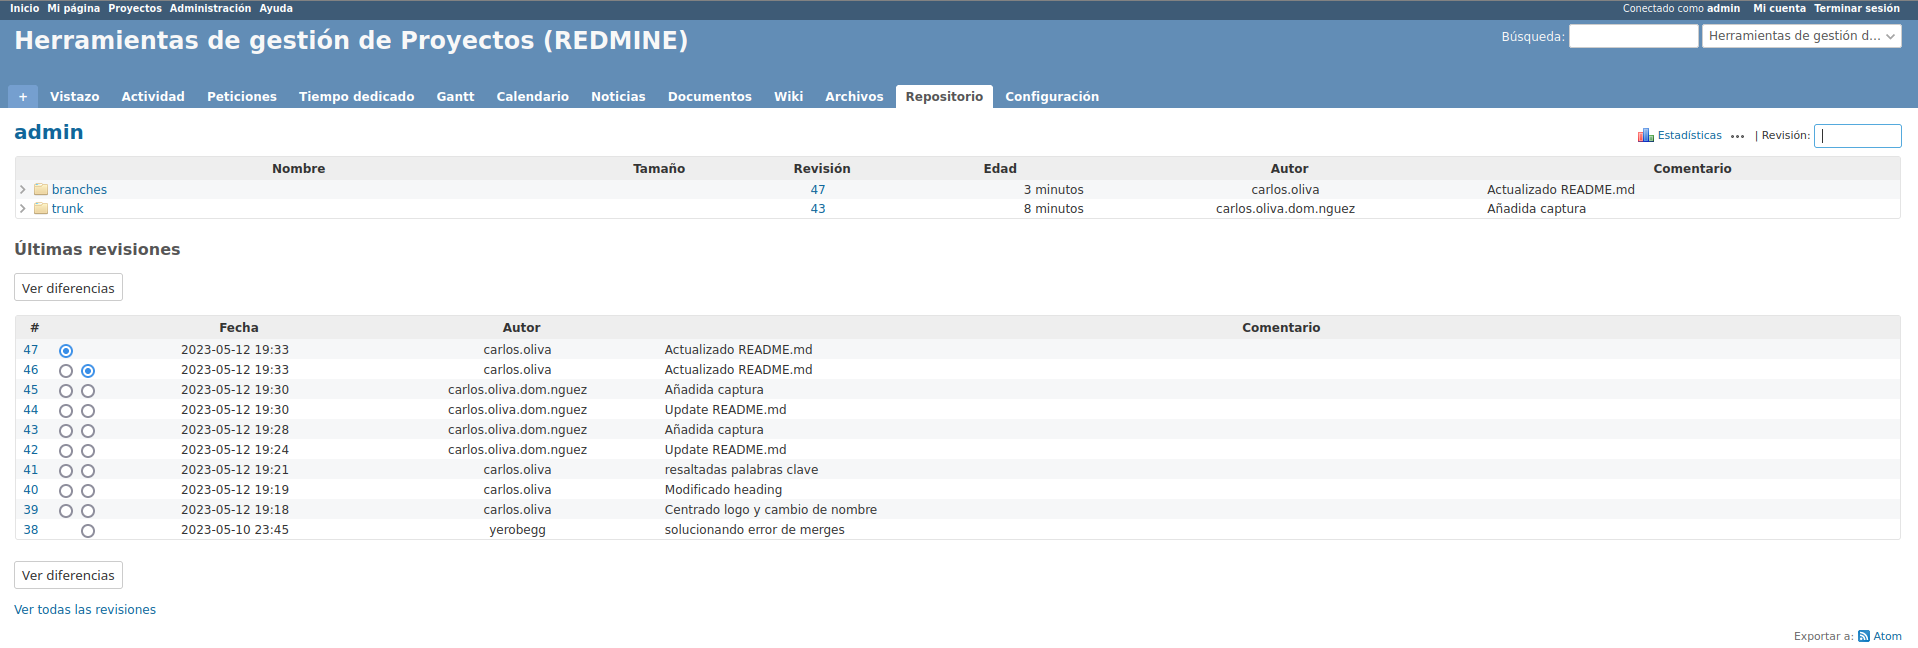 Inicio Mi página Proyectos Administración Ayuda Conectado como admin Mi cuenta Terminar sesión
Herramientas de gestión de Proyectos (REDMINE) Búsqueda: Herramientas de gestión d...
+ Vistazo Actividad Peticiones Tiempo dedicado Gantt Calendario Noticias Documentos Wiki Archivos Repositorio Configuración
admin Estadísticas ••• | Revisión:
Nombre Tamaño Revisión Edad Autor Comentario
branches 47 3 minutos carlos.oliva Actualizado README.md
trunk 43 8 minutos carlos.oliva.dom.nguez Añadida captura
Últimas revisiones
Ver diferencias
# Fecha Autor Comentario
47 2023-05-12 19:33 carlos.oliva Actualizado README.md
46 2023-05-12 19:33 carlos.oliva Actualizado README.md
45 2023-05-12 19:30 carlos.oliva.dom.nguez Añadida captura
44 2023-05-12 19:30 carlos.oliva.dom.nguez Update README.md
43 2023-05-12 19:28 carlos.oliva.dom.nguez Añadida captura
42 2023-05-12 19:24 carlos.oliva.dom.nguez Update README.md
41 2023-05-12 19:21 carlos.oliva resaltadas palabras clave
40 2023-05-12 19:19 carlos.oliva Modificado heading
39 2023-05-12 19:18 carlos.oliva Centrado logo y cambio de nombre
38 2023-05-10 23:45 yerobegg solucionando error de merges
Ver diferencias
Ver todas las revisiones
Exportar a: Atom